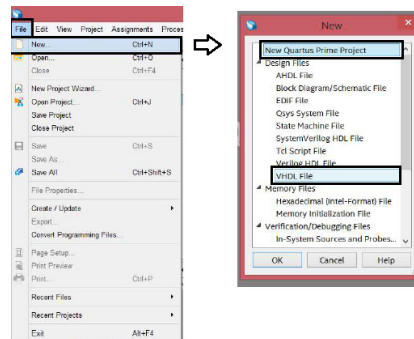 File Edit View Project Assignments Proces
New... Ctrl+N
Open... Ctrl+O
Close Ctrl+F4
New Project Wizard...
Open Project... Ctrl+J
Save Project
Close Project
Save Ctrl+S
Save As...
Save All Ctrl+Shift+S
File Properties...
Create / Update
Export...
Convert Programming Files...
Page Setup...
Print Preview
Print... Ctrl+P
Recent Files
Recent Projects
Exit Alt+F4
New
New Quartus Prime Project
Design Files
AHDL File
Block Diagram/Schematic File
EDIF File
Qsys System File
State Machine File
SystemVerilog HDL File
Tcl Script File
Verilog HDL File
VHDL File
Memory Files
Hexadecimal (Intel-Format) File
Memory Initialization File
Verification/Debugging Files
In-System Sources and Probes...
OK Cancel Help